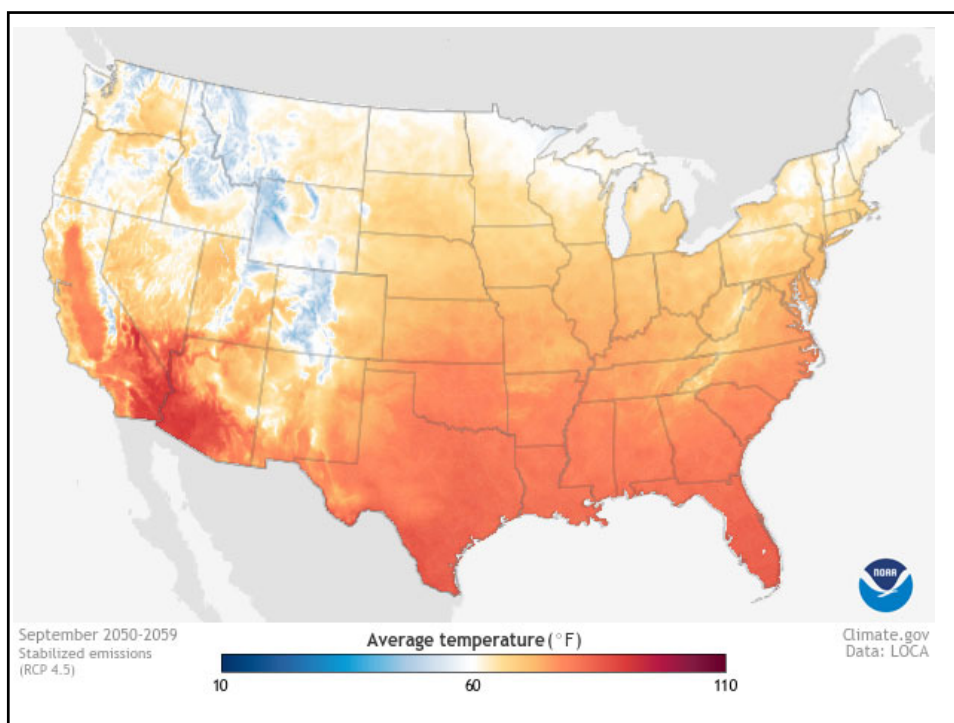 NOAA
September 2050-2059
Stabilized emissions
(RCP 4.5)
Average temperature (°F)
10
60
110
Climate.gov
Data: LOCA